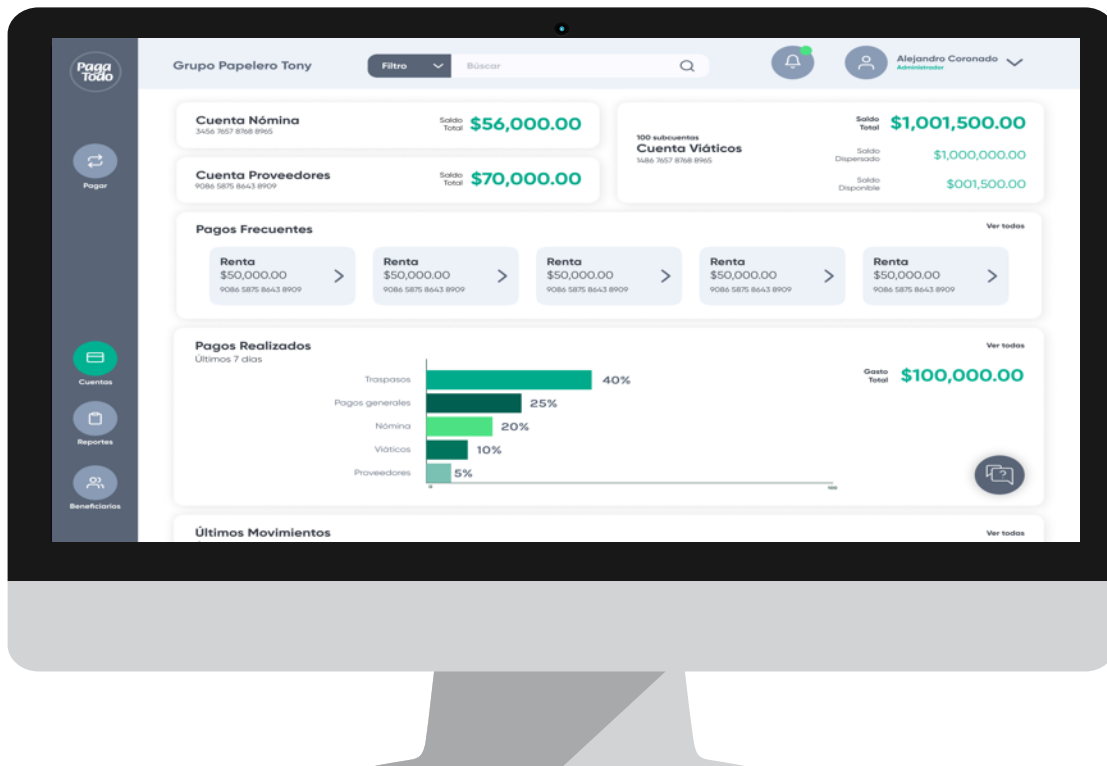 Paga
Todo
Grupo Papelero Tony
Filtro
Búscar
Alejandro Coronado
Administrador
Pagar
Cuentas
Reportes
Beneficiarios
Cuenta Nómina
3456 7657 8768 8965
Saldo
Total
$56,000.00
Cuenta Proveedores
9086 5875 8643 8909
Saldo
Total
$70,000.00
100 subcuentas
Cuenta Viáticos
1486 7657 8768 8965
Saldo
Total
$1,001,500.00
Saldo
Dispersado
$1,000,000.00
Saldo
Disponible
$001,500.00
Pagos Frecuentes
Ver todas
Renta
$50,000.00
9086 5875 8643 8909
Renta
$50,000.00
9086 5875 8643 8909
Renta
$50,000.00
9086 5875 8643 8909
Renta
$50,000.00
9086 5875 8643 8909
Renta
$50,000.00
9086 5875 8643 8909
Pagos Realizados
Últimos 7 días
Ver todas
Gasto
Total
$100,000.00
Traspasos 40%
Pagos generales 25%
Nómina 20%
Viáticos 10%
Proveedores 5%
0 100
?
Últimos Movimientos
Ver todas